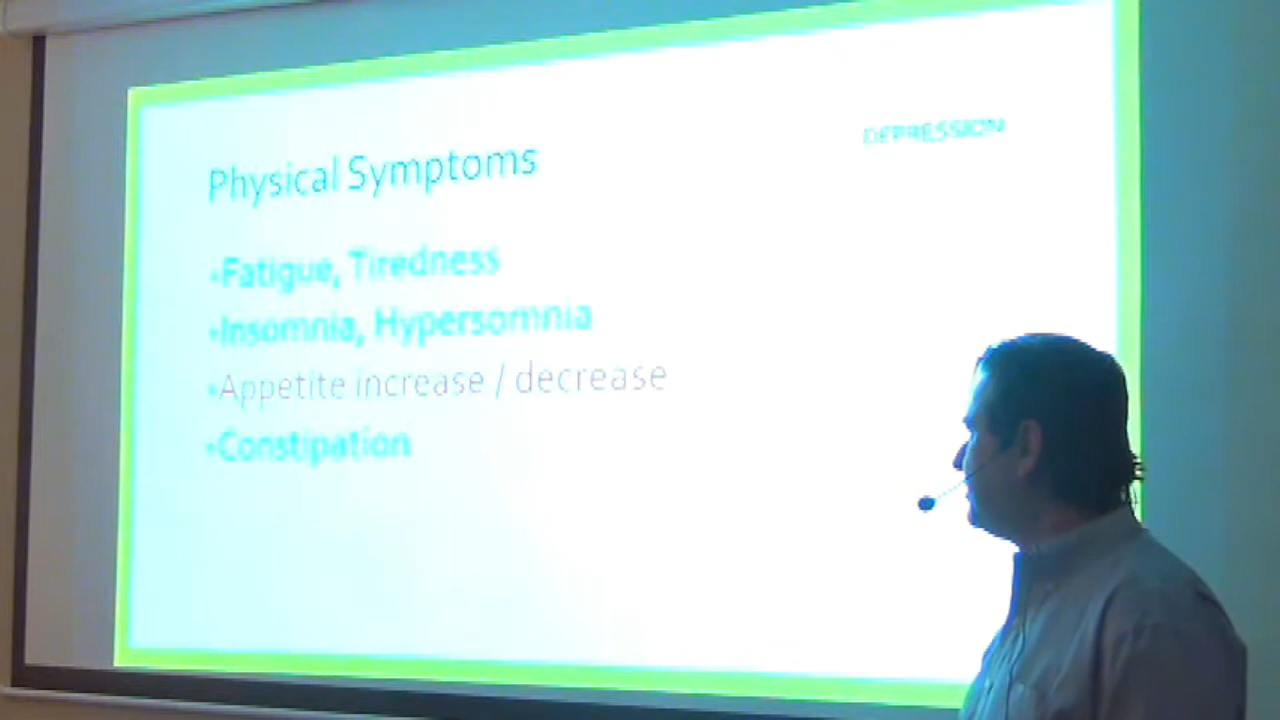 DEPRESSION
Physical Symptoms
•Fatigue, Tiredness
•Insomnia, Hypersomnia
•Appetite increase / decrease
•Constipation